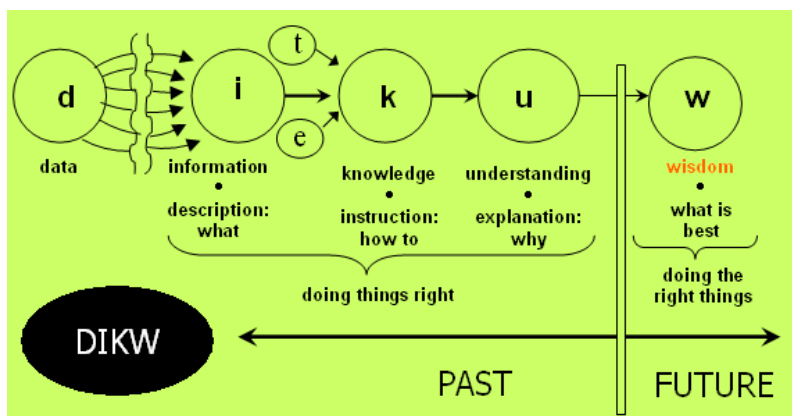 d
i
t
e
k
u
w
data
information
description:
what
knowledge
instruction:
how to
understanding
explanation:
why
wisdom
what is
best
doing things right
doing the
right things
DIKW
PAST
FUTURE